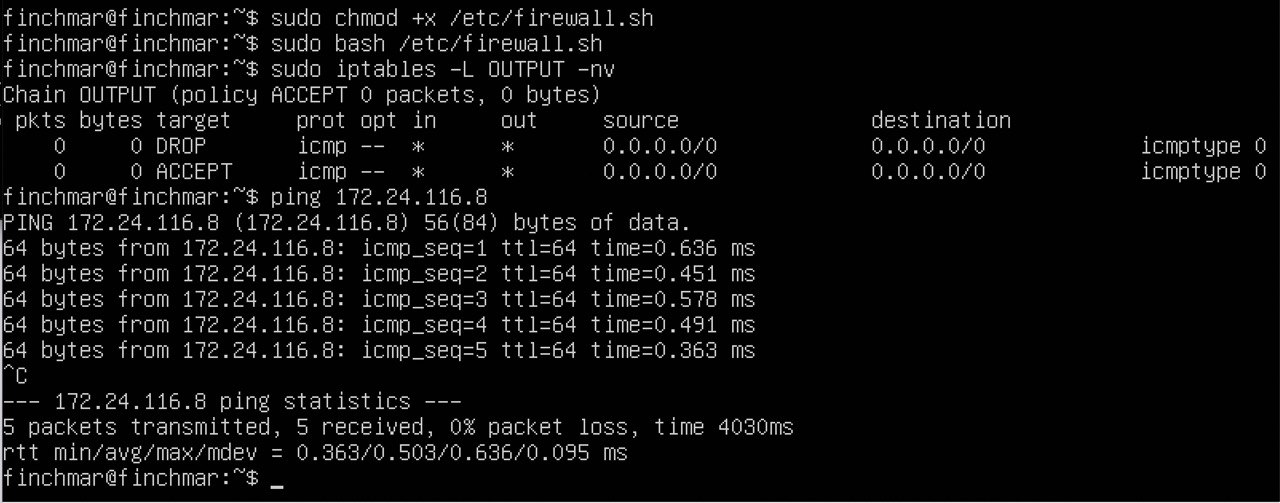 finchmar@finchmar:~$ sudo chmod +x /etc/firewall.sh
finchmar@finchmar:~$ sudo bash /etc/firewall.sh
finchmar@finchmar:~$ sudo iptables -L OUTPUT -nv
Chain OUTPUT (policy ACCEPT 0 packets, 0 bytes)
pkts bytes target prot opt in out source destination
0 0 DROP icmp -- * * 0.0.0.0/0 0.0.0.0/0 icmptype 0
0 0 ACCEPT icmp -- * * 0.0.0.0/0 0.0.0.0/0 icmptype 0
finchmar@finchmar:~$ ping 172.24.116.8
PING 172.24.116.8 (172.24.116.8) 56(84) bytes of data.
64 bytes from 172.24.116.8: icmp_seq=1 ttl=64 time=0.636 ms
64 bytes from 172.24.116.8: icmp_seq=2 ttl=64 time=0.451 ms
64 bytes from 172.24.116.8: icmp_seq=3 ttl=64 time=0.578 ms
64 bytes from 172.24.116.8: icmp_seq=4 ttl=64 time=0.491 ms
64 bytes from 172.24.116.8: icmp_seq=5 ttl=64 time=0.363 ms
^C
--- 172.24.116.8 ping statistics ---
5 packets transmitted, 5 received, 0% packet loss, time 4030ms
rtt min/avg/max/mdev = 0.363/0.503/0.636/0.095 ms
finchmar@finchmar:~$ _